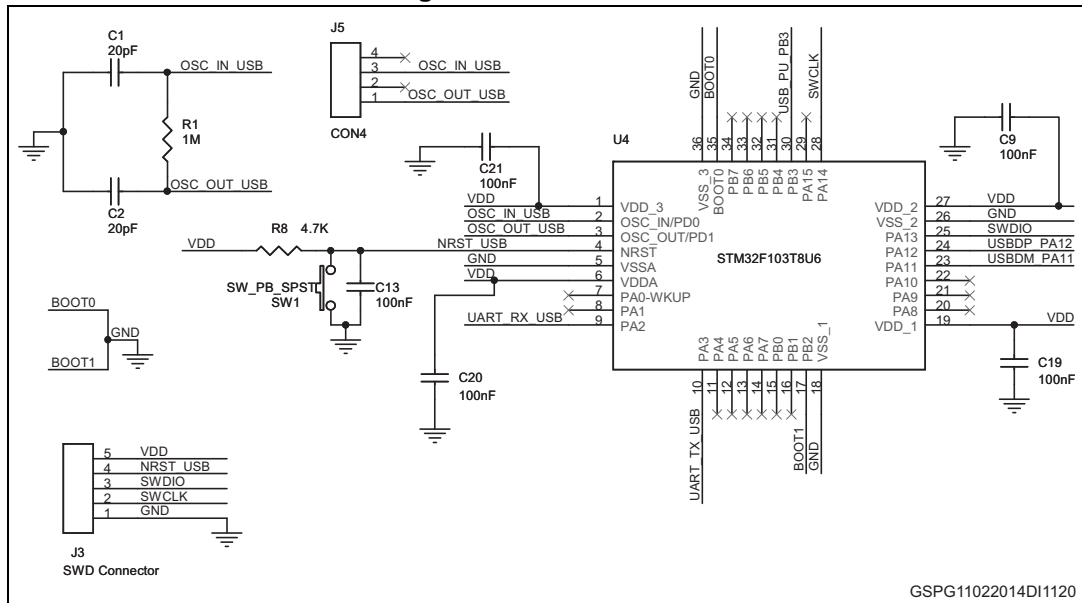 C1
20pF
OSC_IN_USB
R1
1M
OSC_OUT_USB
C2
20pF
J5
4
3 OSC_IN_USB
2
1 OSC_OUT_USB
CON4
GND
BOOT0
USB_PU_PB3
SWCLK
36 35 34 33 32 31 30 29 28
U4
VSS_3
BOOT0
PB7
PB6
PB5
PB4
PB3
PA15
PA14
C9
100nF
C21
100nF
VDD 1 VDD_3
OSC_IN_USB 2 OSC_IN/PD0
OSC_OUT_USB 3 OSC_OUT/PD1
NRST_USB 4 NRST
GND 5 VSSA
VDD 6 VDDA
7 PA0-WKUP
8 PA1
UART_RX_USB 9 PA2
STM32F103T8U6
VDD_2 27 VDD
VSS_2 26 GND
PA13 25 SWDIO
PA12 24 USBDP_PA12
PA11 23 USBDM_PA11
PA10 22
PA9 21
PA8 20
VDD_1 19 VDD
PA3
PA4
PA5
PA6
PA7
PB0
PB1
PB2
VSS_1
10 11 12 13 14 15 16 17 18
UART_TX_USB
BOOT1
GND
VDD
R8 4.7K
SW_PB_SPST
SW1
C13
100nF
C20
100nF
C19
100nF
BOOT0
GND
BOOT1
5 VDD
4 NRST_USB
3 SWDIO
2 SWCLK
1 GND
J3
SWD Connector
GSPG11022014DI1120